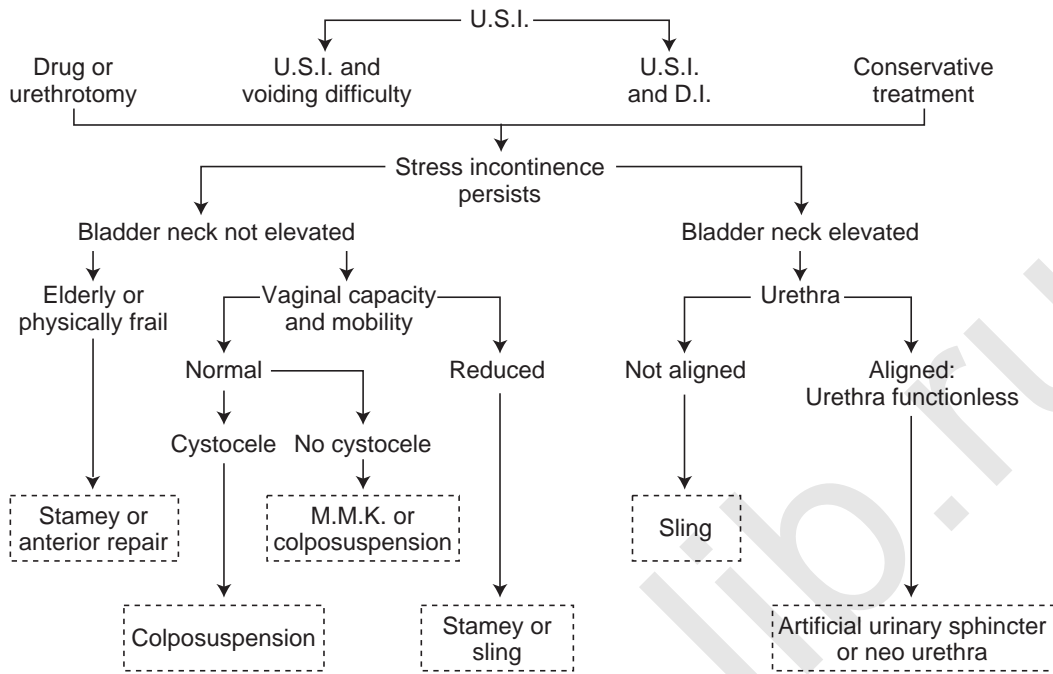 U.S.I.
Drug or
urethrotomy
U.S.I. and
voiding difficulty
U.S.I.
and D.I.
Conservative
treatment
Stress incontinence
persists
Bladder neck not elevated
Bladder neck elevated
Elderly or
physically frail
Vaginal capacity
and mobility
Urethra
Normal
Reduced
Not aligned
Aligned:
Urethra functionless
Cystocele
No cystocele
Stamey or
anterior repair
M.M.K. or
colposuspension
Sling
Colposuspension
Stamey or
sling
Artificial urinary sphincter
or neo urethra
lib.ru